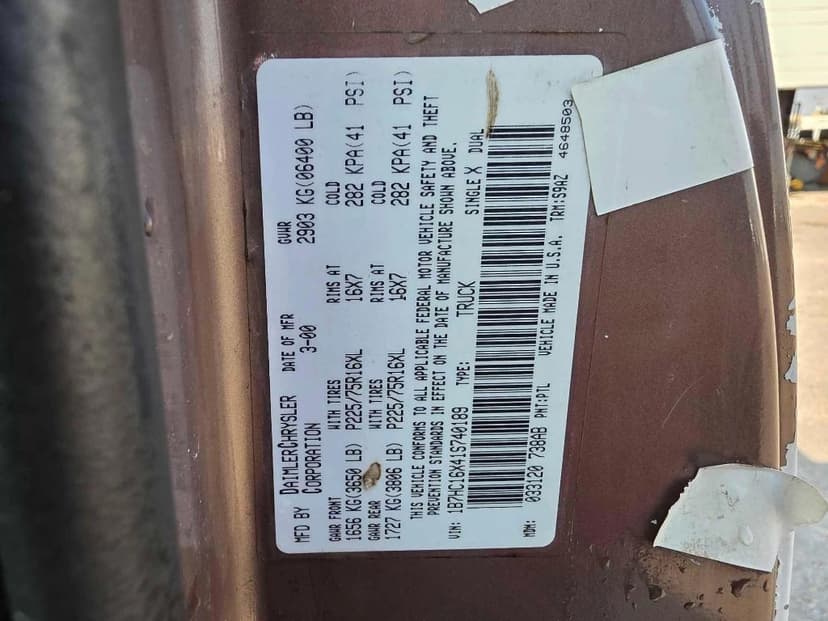 MFD BY DAIMLERCHRYSLER CORPORATION
DATE OF MFR 3-00
GVWR 2903 KG(06400 LB)
GAWR FRONT WITH TIRES RIMS AT COLD
1656 KG(3650 LB) P225/75R16XL 16X7 282 KPA(41 PSI)
GAWR REAR WITH TIRES RIMS AT COLD
1727 KG(3806 LB) P225/75R16XL 16X7 282 KPA(41 PSI)
THIS VEHICLE CONFORMS TO ALL APPLICABLE FEDERAL MOTOR VEHICLE SAFETY AND THEFT
PREVENTION STANDARDS IN EFFECT ON THE DATE OF MANUFACTURE SHOWN ABOVE.
VIN: 1B7HC16X41S740189 TYPE: TRUCK SINGLE X DUAL
MDH: 033120 738AB PNT:P7L VEHICLE MADE IN U.S.A. TRM:S9AZ 4648503